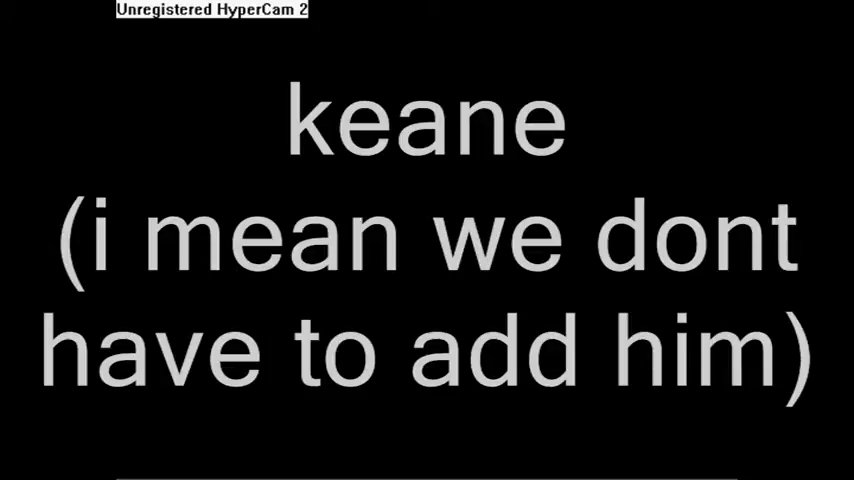 Unregistered HyperCam 2
keane
(i mean we dont
have to add him)